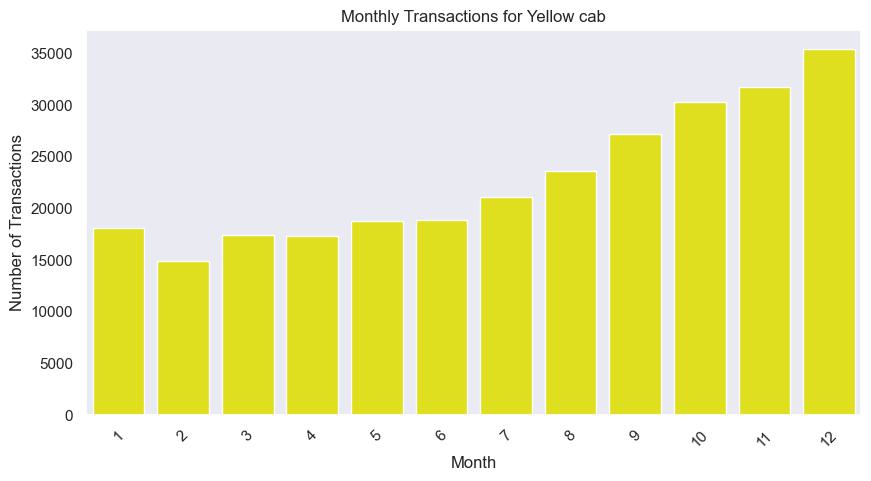 Monthly Transactions for Yellow cab
Number of Transactions
35000
30000
25000
20000
15000
10000
5000
0
1 2 3 4 5 6 7 8 9 10 11 12
Month